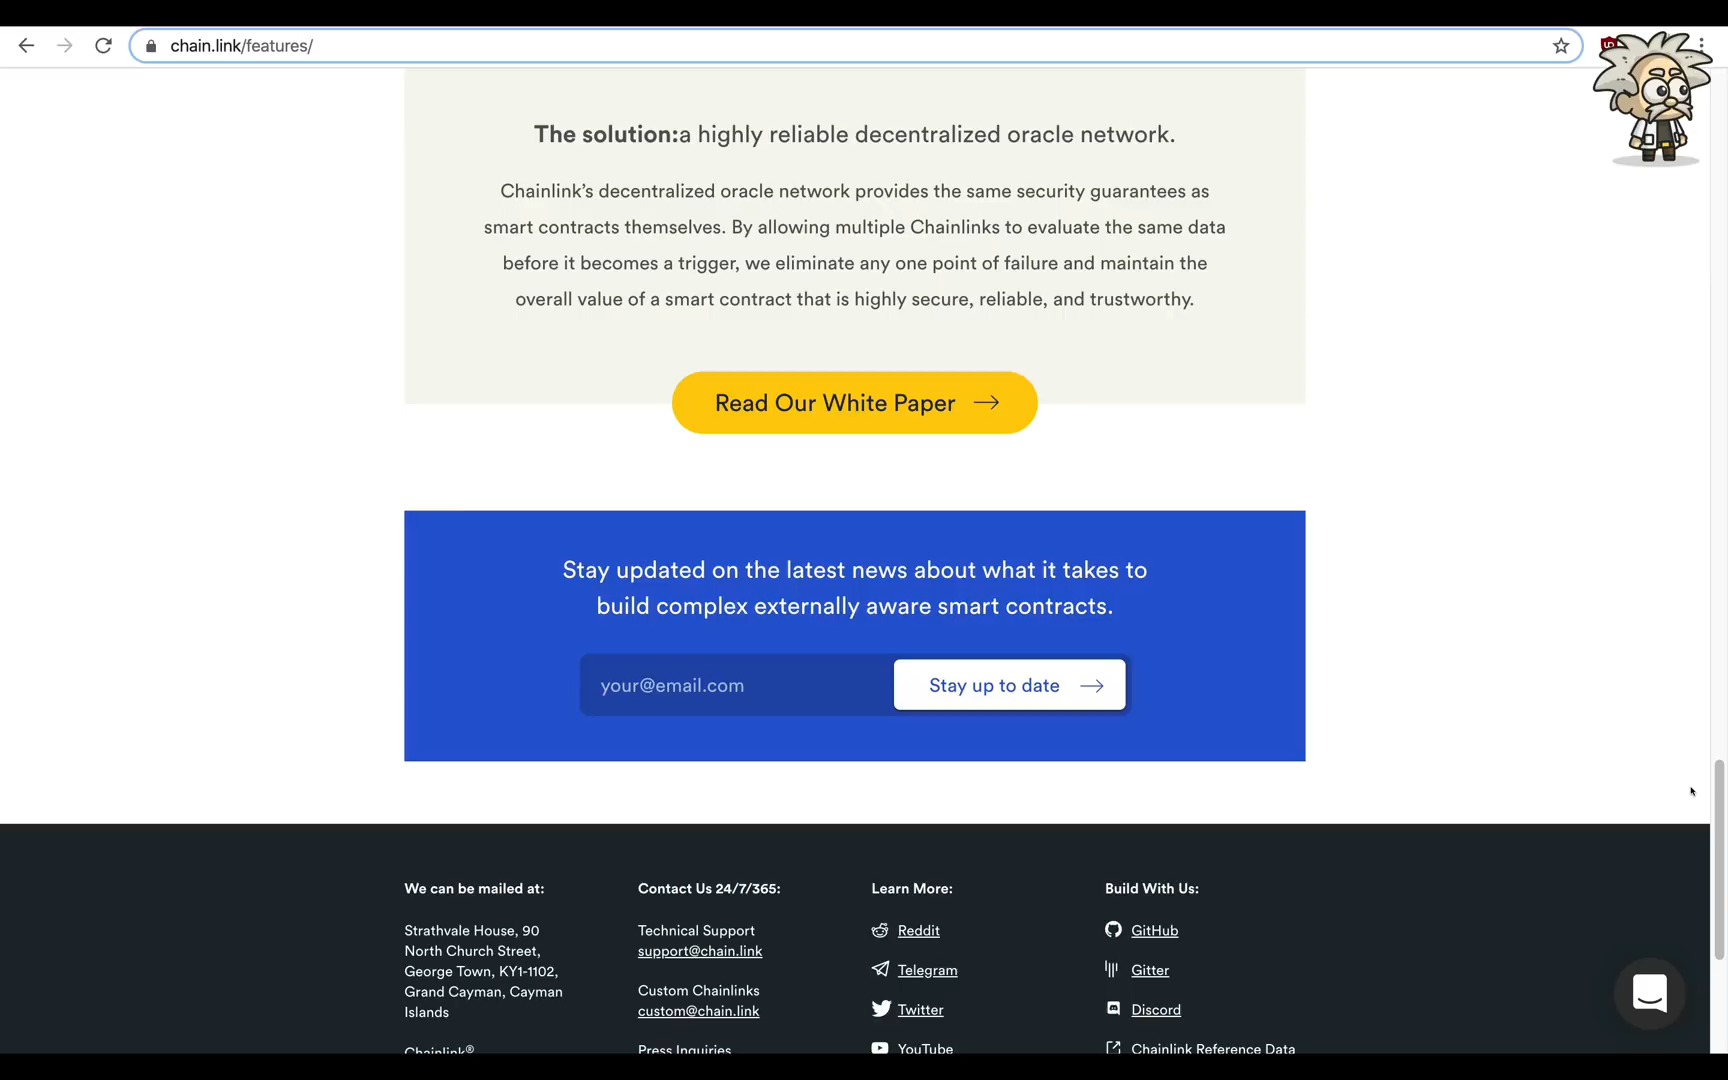 chain.link/features/
The solution:a highly reliable decentralized oracle network.
Chainlink’s decentralized oracle network provides the same security guarantees as
smart contracts themselves. By allowing multiple Chainlinks to evaluate the same data
before it becomes a trigger, we eliminate any one point of failure and maintain the
overall value of a smart contract that is highly secure, reliable, and trustworthy.
Read Our White Paper
Stay updated on the latest news about what it takes to
build complex externally aware smart contracts.
your@email.com
Stay up to date
We can be mailed at:
Strathvale House, 90
North Church Street,
George Town, KY1-1102,
Grand Cayman, Cayman
Islands
Chainlink®
Contact Us 24/7/365:
Technical Support
support@chain.link
Custom Chainlinks
custom@chain.link
Press Inquiries
Learn More:
Reddit
Telegram
Twitter
YouTube
Build With Us:
GitHub
Gitter
Discord
Chainlink Reference Data